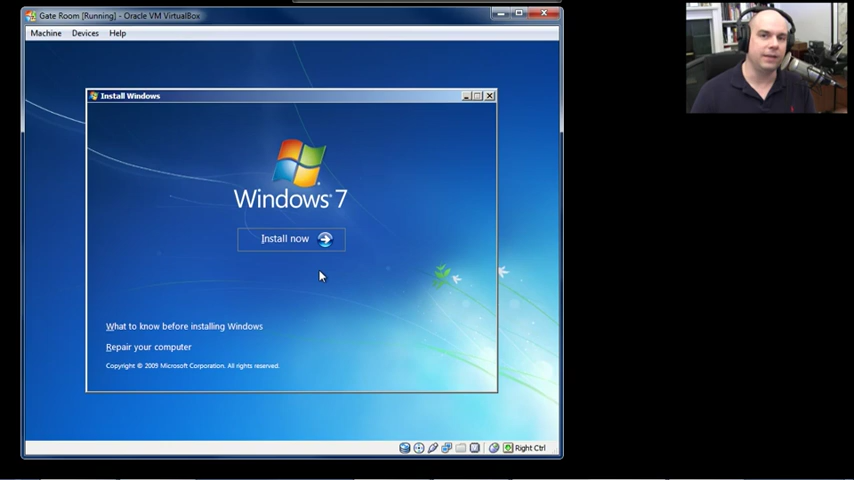 Gate Room [Running] - Oracle VM VirtualBox
Machine Devices Help
Install Windows
Windows 7
Install now
What to know before installing Windows
Repair your computer
Copyright © 2009 Microsoft Corporation. All rights reserved.
Right Ctrl